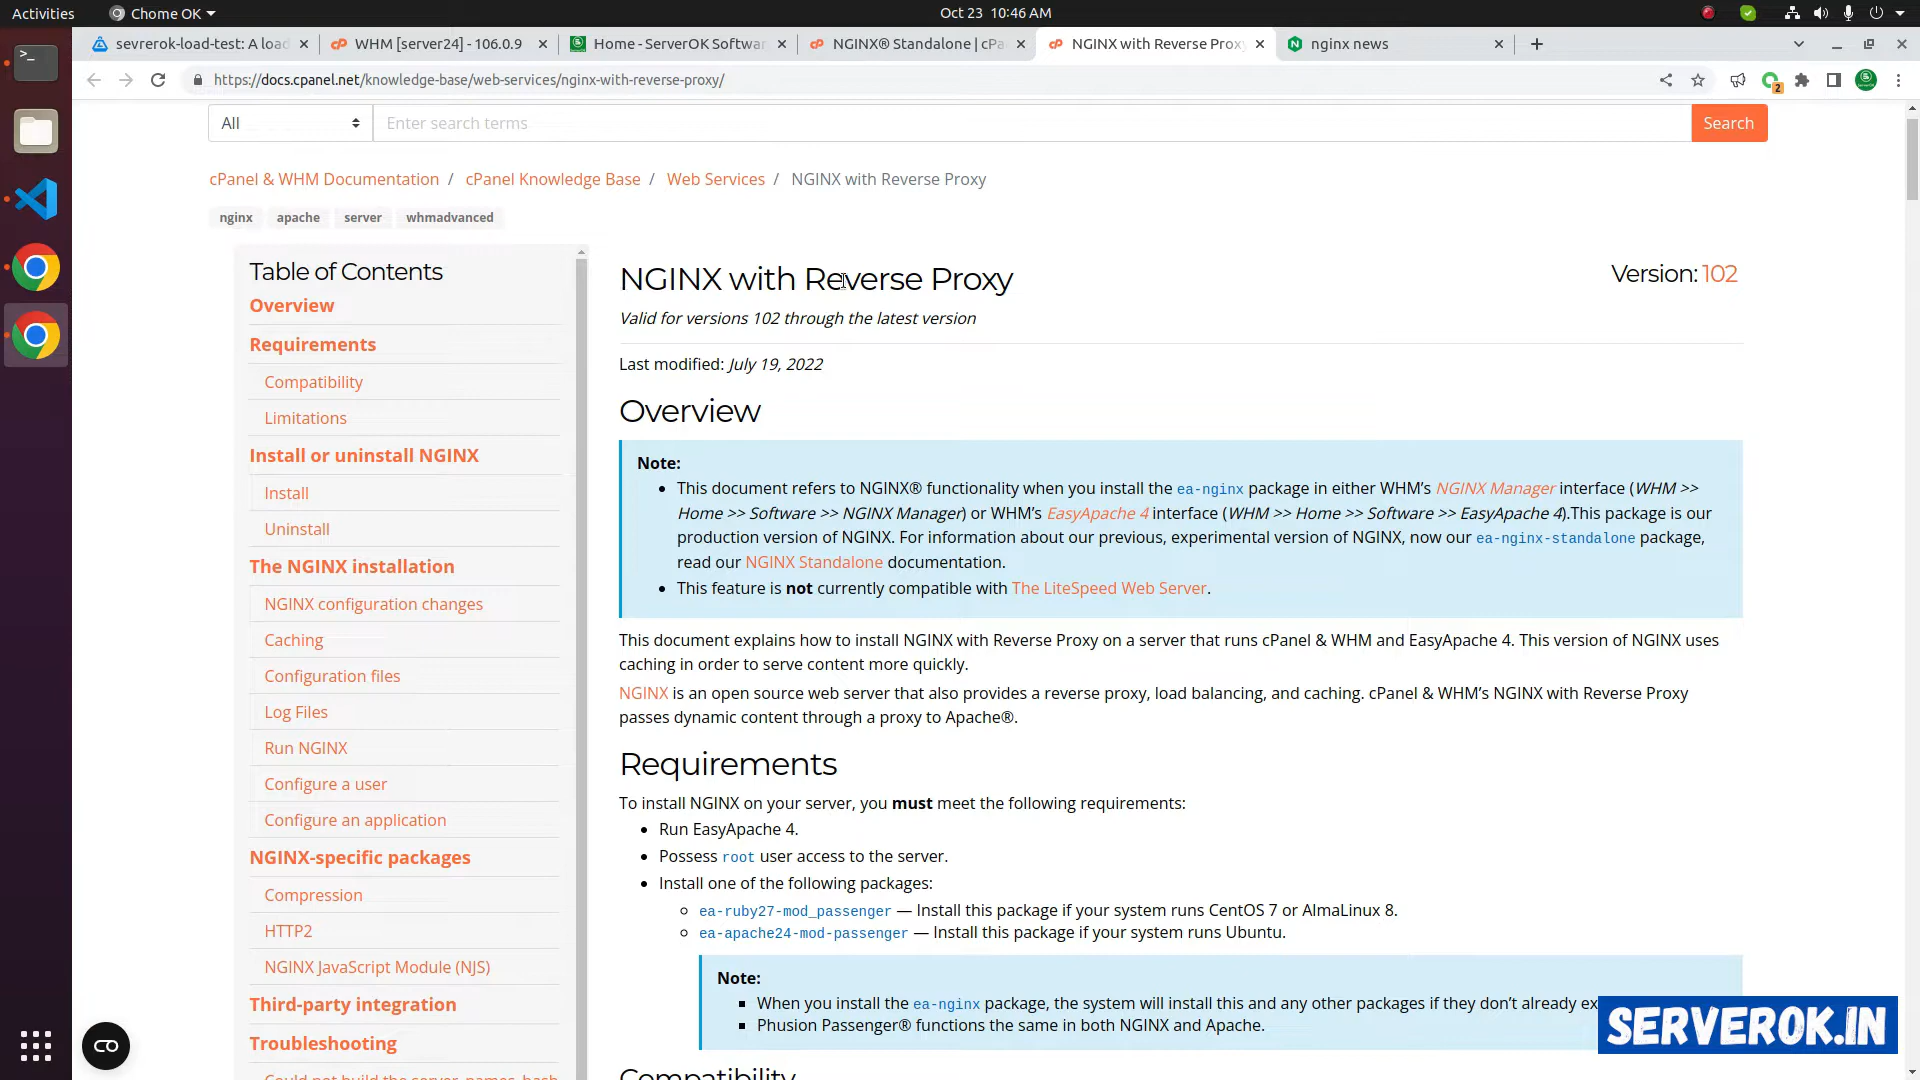 Activities
Chome OK
Oct 23 10:46 AM
sevrerok-load-test: A load
WHM [server24] - 106.0.9
Home - ServerOK Softwar
NGINX® Standalone | cPa
NGINX with Reverse Proxy
nginx news
https://docs.cpanel.net/knowledge-base/web-services/nginx-with-reverse-proxy/
2
All
Enter search terms
Search
cPanel & WHM Documentation / cPanel Knowledge Base / Web Services / NGINX with Reverse Proxy
nginx apache server whmadvanced
Table of Contents
Overview
Requirements
Compatibility
Limitations
Install or uninstall NGINX
Install
Uninstall
The NGINX installation
NGINX configuration changes
Caching
Configuration files
Log Files
Run NGINX
Configure a user
Configure an application
NGINX-specific packages
Compression
HTTP2
NGINX JavaScript Module (NJS)
Third-party integration
Troubleshooting
Could not build the server_names_hash
NGINX with Reverse Proxy
Version: 102
Valid for versions 102 through the latest version
Last modified: July 19, 2022
Overview
Note:
• This document refers to NGINX® functionality when you install the ea-nginx package in either WHM’s NGINX Manager interface (WHM >>
Home >> Software >> NGINX Manager) or WHM’s EasyApache 4 interface (WHM >> Home >> Software >> EasyApache 4).This package is our
production version of NGINX. For information about our previous, experimental version of NGINX, now our ea-nginx-standalone package,
read our NGINX Standalone documentation.
• This feature is not currently compatible with The LiteSpeed Web Server.
This document explains how to install NGINX with Reverse Proxy on a server that runs cPanel & WHM and EasyApache 4. This version of NGINX uses
caching in order to serve content more quickly.
NGINX is an open source web server that also provides a reverse proxy, load balancing, and caching. cPanel & WHM’s NGINX with Reverse Proxy
passes dynamic content through a proxy to Apache®.
Requirements
To install NGINX on your server, you must meet the following requirements:
• Run EasyApache 4.
• Possess root user access to the server.
• Install one of the following packages:
ea-ruby27-mod_passenger — Install this package if your system runs CentOS 7 or AlmaLinux 8.
ea-apache24-mod-passenger — Install this package if your system runs Ubuntu.
Note:
When you install the ea-nginx package, the system will install this and any other packages if they don’t already ex
Phusion Passenger® functions the same in both NGINX and Apache.
Compatibility
SERVEROK.IN